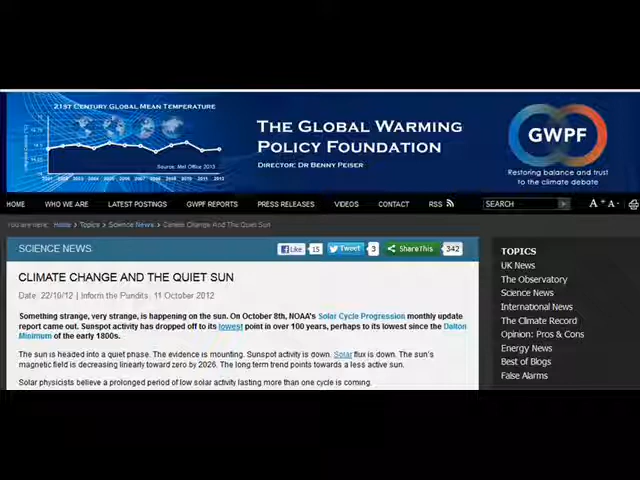 21ST CENTURY GLOBAL MEAN TEMPERATURE
Source: Met Office 2013
THE GLOBAL WARMING
POLICY FOUNDATION
DIRECTOR: DR BENNY PEISER
GWPF
Restoring balance and trust
to the climate debate
HOME WHO WE ARE LATEST POSTINGS GWPF REPORTS PRESS RELEASES VIDEOS CONTACT RSS SEARCH A + A -
You are here: Home › Topics › Science News › Climate Change And The Quiet Sun
SCIENCE NEWS
Like 15 Tweet 3 ShareThis 342
CLIMATE CHANGE AND THE QUIET SUN
Date: 22/10/12 | Inform the Pundits, 11 October 2012
Something strange, very strange, is happening on the sun. On October 8th, NOAA's Solar Cycle Progression monthly update
report came out. Sunspot activity has dropped off to its lowest point in over 100 years, perhaps to its lowest since the Dalton
Minimum of the early 1800s.
The sun is headed into a quiet phase. The evidence is mounting. Sunspot activity is down. Solar flux is down. The sun's
magnetic field is decreasing linearly toward zero by 2026. The long term trend points towards a less active sun.
Solar physicists believe a prolonged period of low solar activity lasting more than one cycle is coming.
TOPICS
UK News
The Observatory
Science News
International News
The Climate Record
Opinion: Pros & Cons
Energy News
Best of Blogs
False Alarms